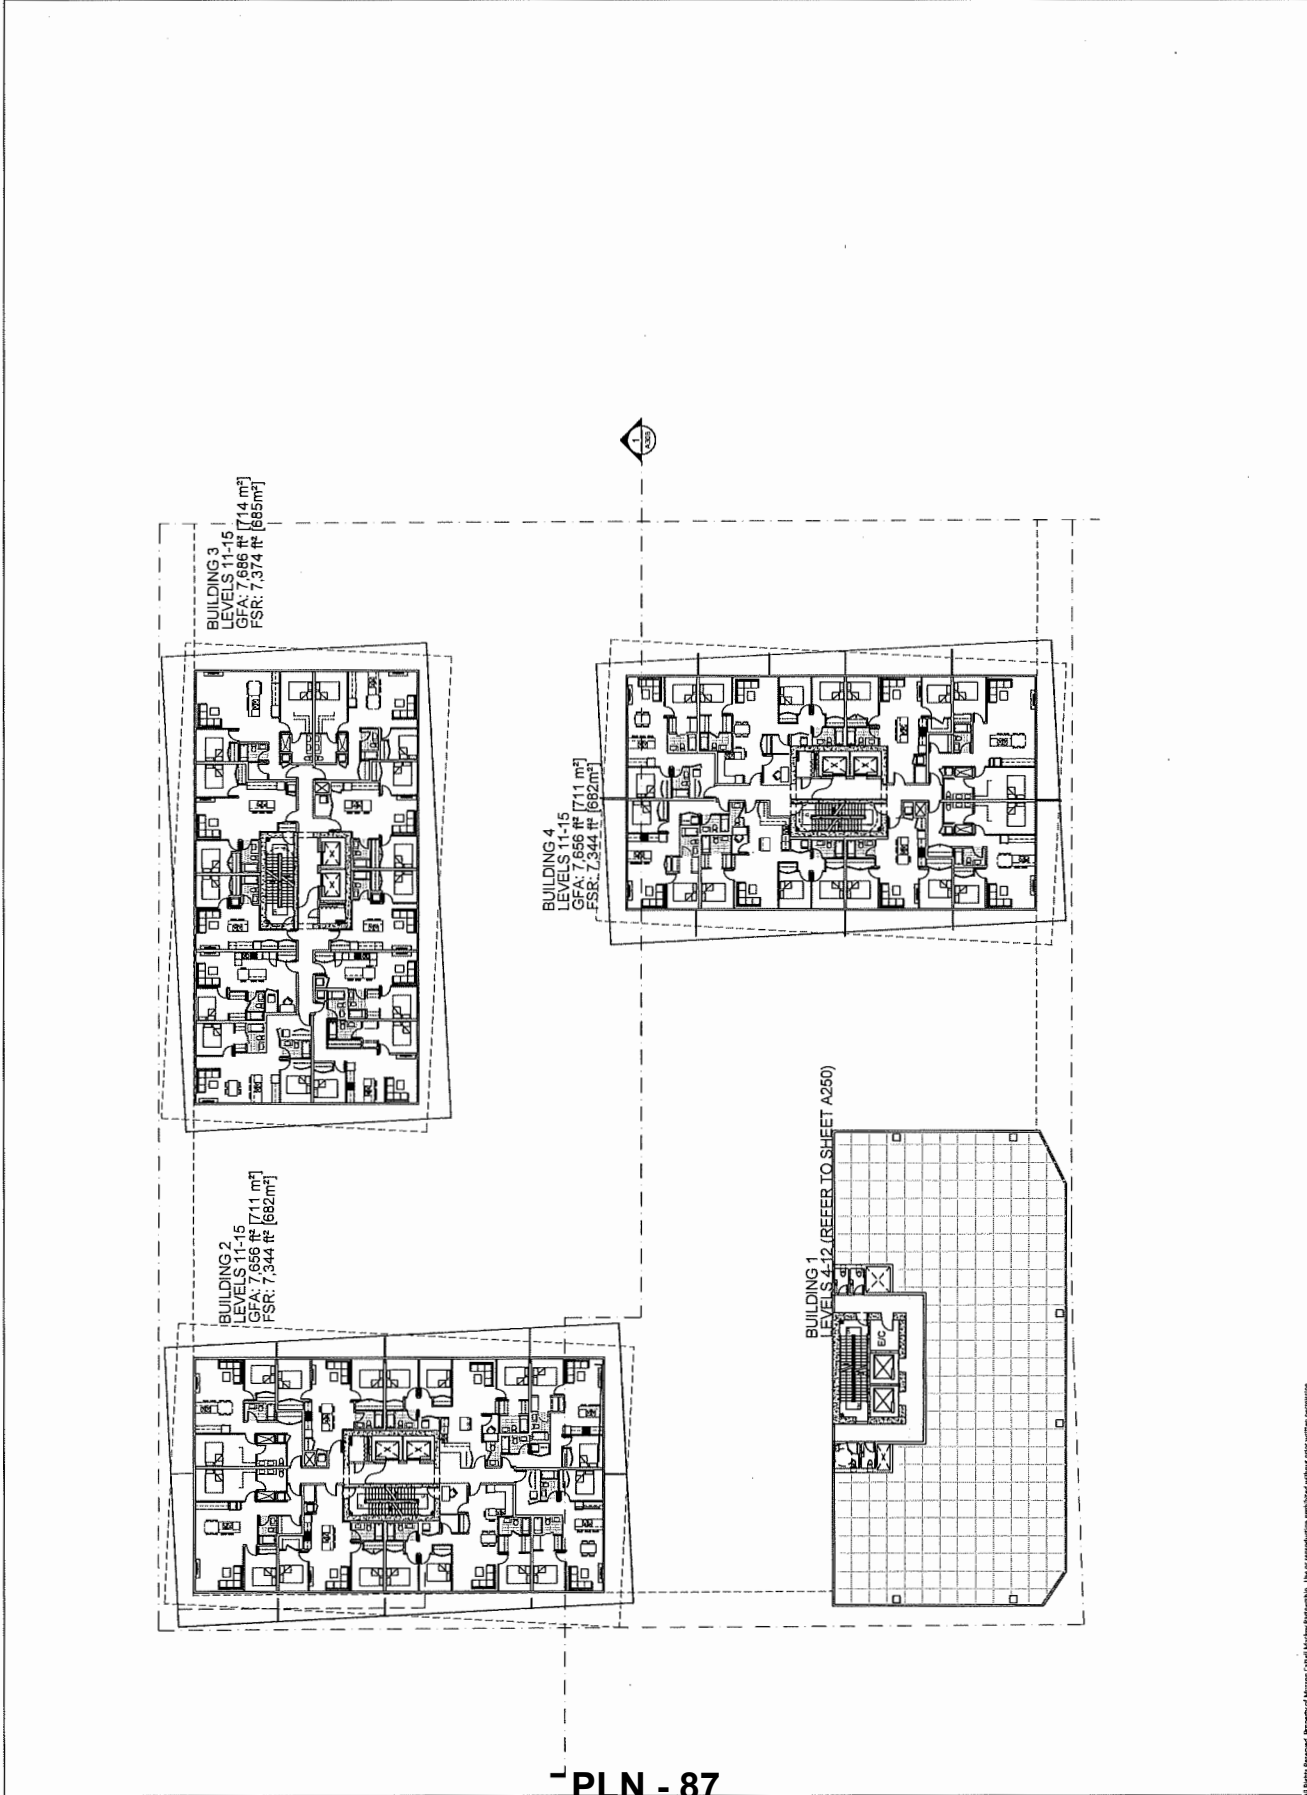 BUILDING 3
LEVELS 11-15
GFA: 7,686 ft² [714 m²]
FSR: 7,374 ft² [685m²]
1
A303
BUILDING 4
LEVELS 11-15
GFA: 7,656 ft² [711 m²]
FSR: 7,344 ft² [682m²]
BUILDING 2
LEVELS 11-15
GFA: 7,656 ft² [711 m²]
FSR: 7,344 ft² [682m²]
BUILDING 1
LEVELS 4-12 (REFER TO SHEET A250)
E/C
PLN - 87